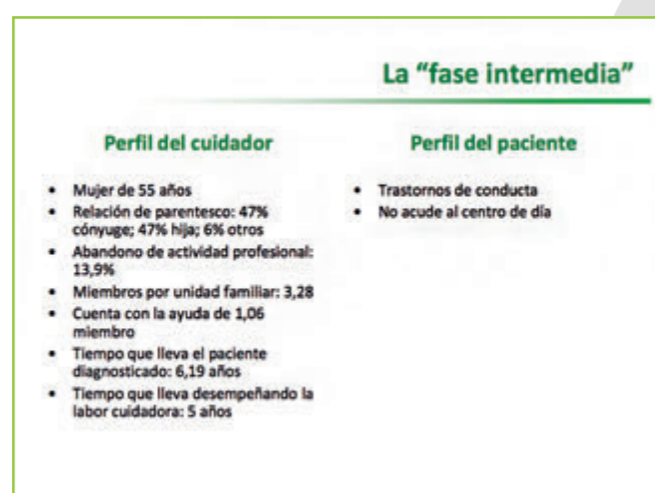 La “fase intermedia”
Perfil del cuidador
• Mujer de 55 años
• Relación de parentesco: 47%
cónyuge; 47% hija; 6% otros
• Abandono de actividad profesional:
13,9%
• Miembros por unidad familiar: 3,28
• Cuenta con la ayuda de 1,06
miembro
• Tiempo que lleva el paciente
diagnosticado: 6,19 años
• Tiempo que lleva desempeñando la
labor cuidadora: 5 años
Perfil del paciente
• Trastornos de conducta
• No acude al centro de día